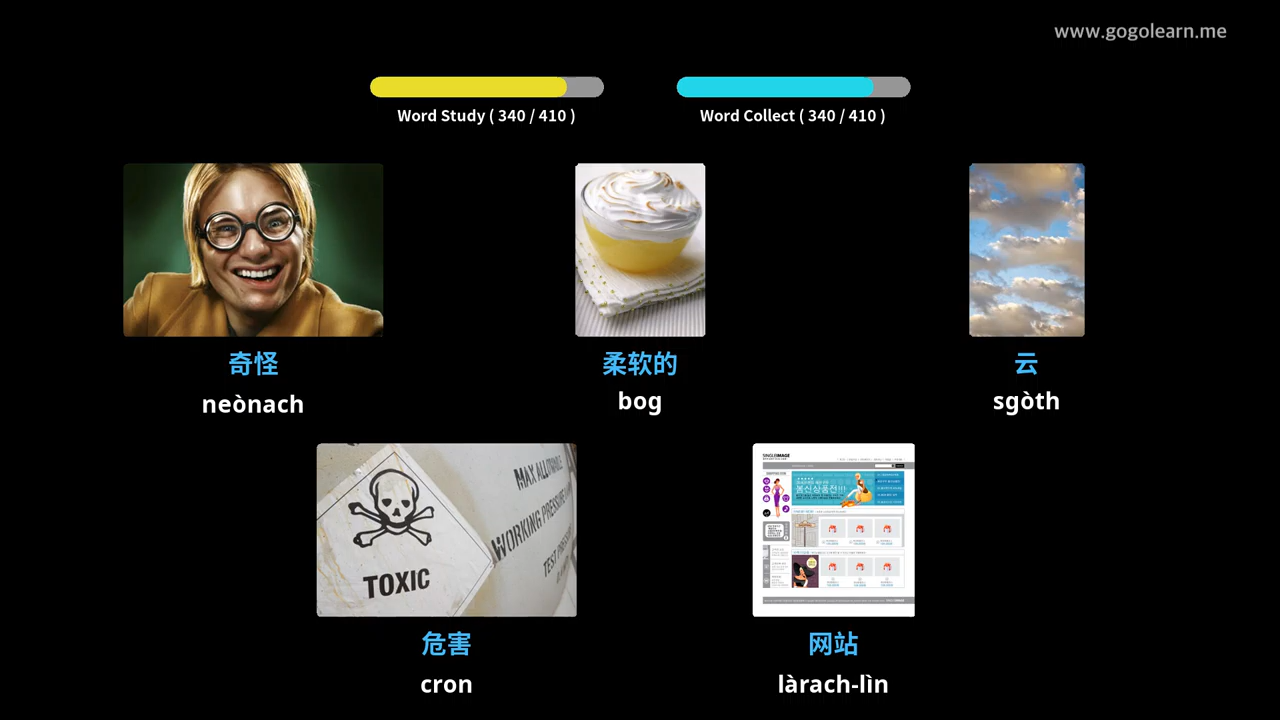 www.gogolearn.me
Word Study ( 340 / 410 )
Word Collect ( 340 / 410 )
奇怪
neònach
柔软的
bog
云
sgòth
MAX ALLOWABLE
WORKING PRESSURE
TOXIC
危害
cron
网站
làrach-lìn